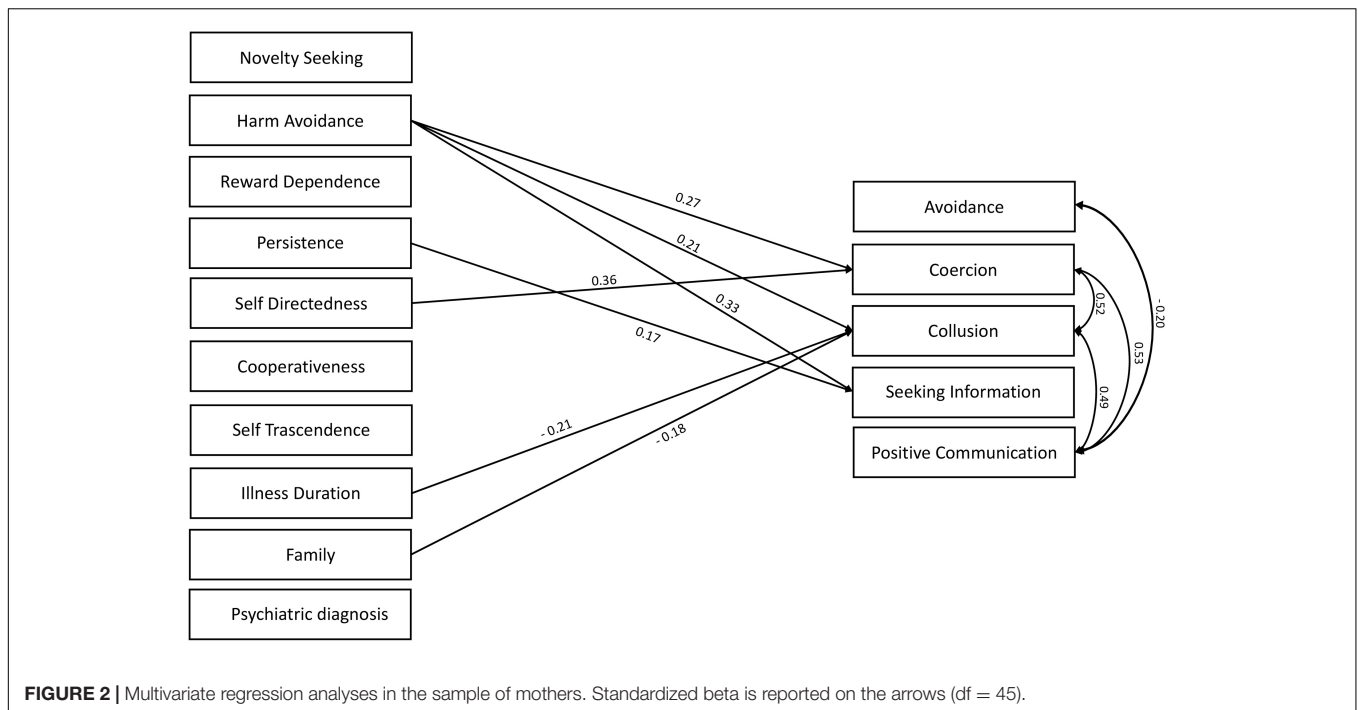 Novelty Seeking
Harm Avoidance
Reward Dependence
Persistence
Self Directedness
Cooperativeness
Self Trascendence
Illness Duration
Family
Psychiatric diagnosis
0.27
0.21
0.36
0.33
0.17
- 0.21
- 0.18
Avoidance
Coercion
Collusion
Seeking Information
Positive Communication
0.52
0.53
0.49
- 0.20
FIGURE 2 | Multivariate regression analyses in the sample of mothers. Standardized beta is reported on the arrows (df = 45).